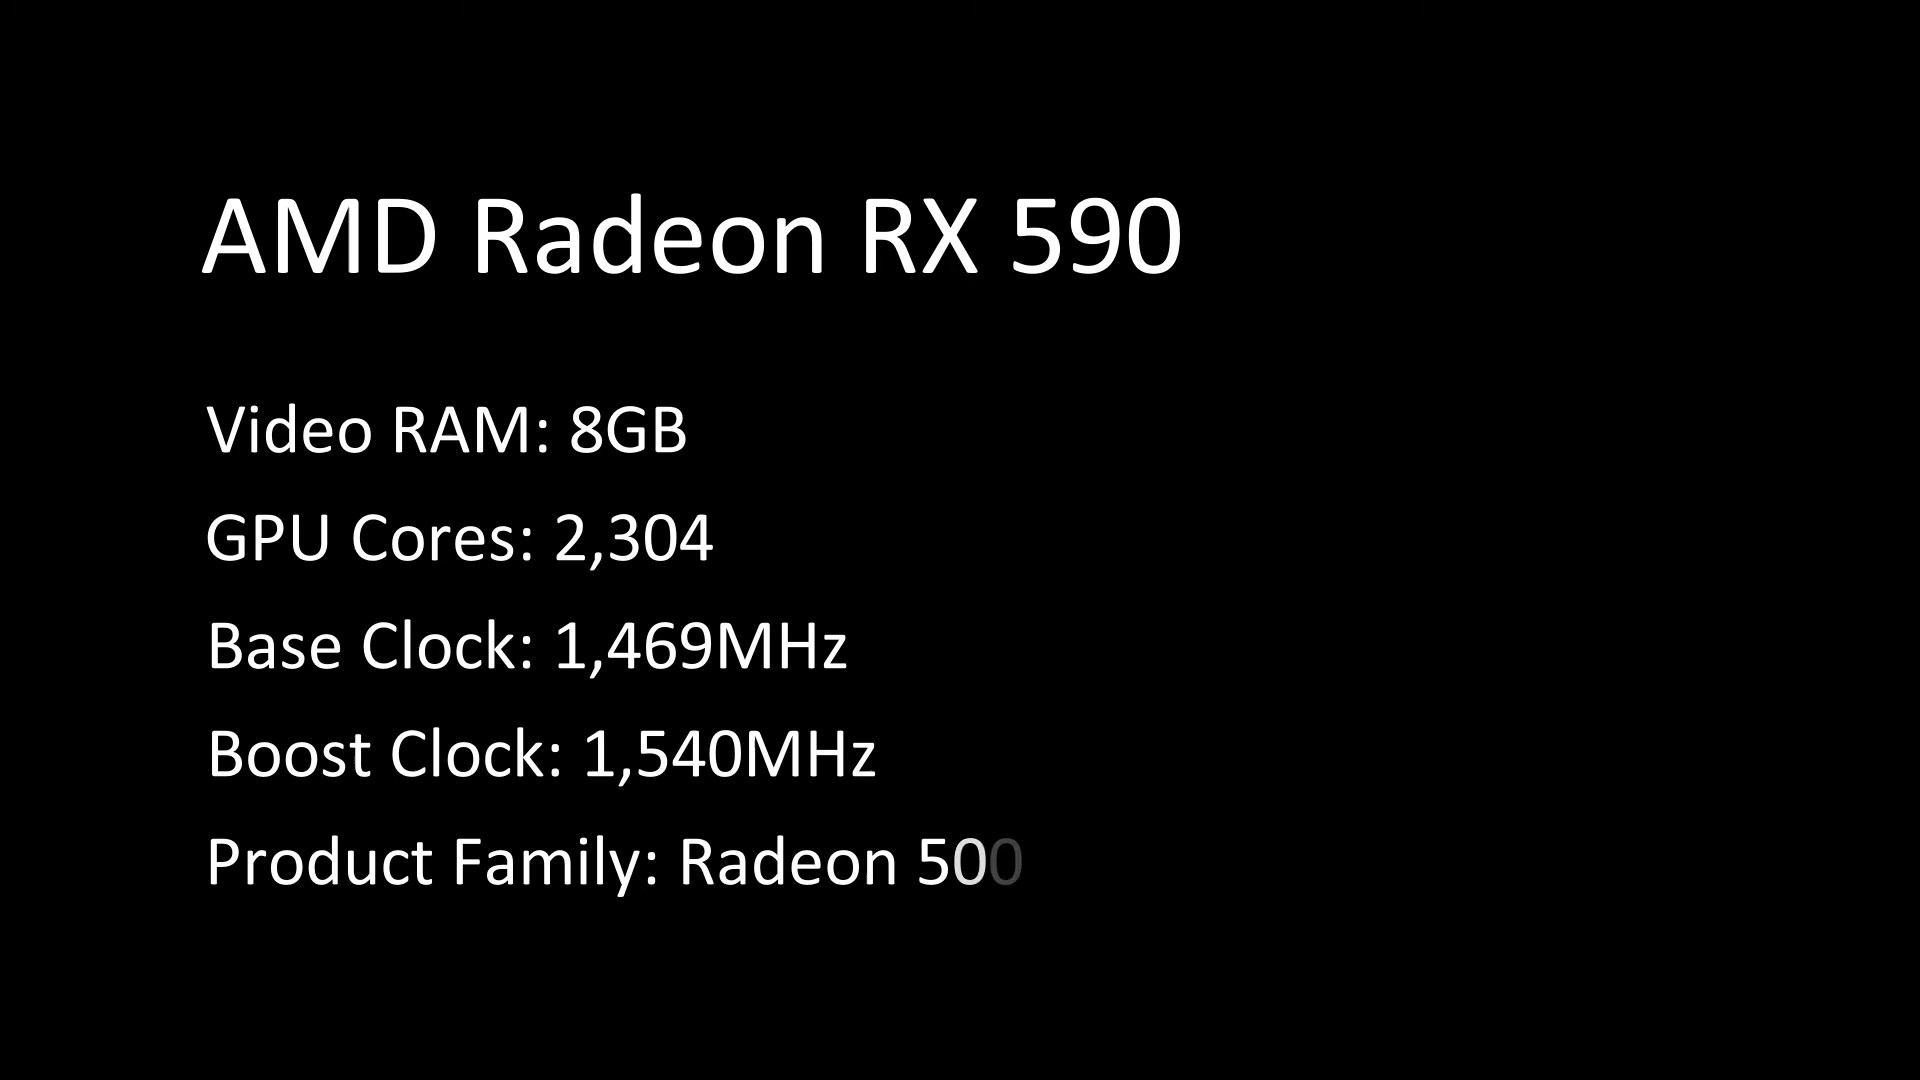 AMD Radeon RX 590
Video RAM: 8GB
GPU Cores: 2,304
Base Clock: 1,469MHz
Boost Clock: 1,540MHz
Product Family: Radeon 500